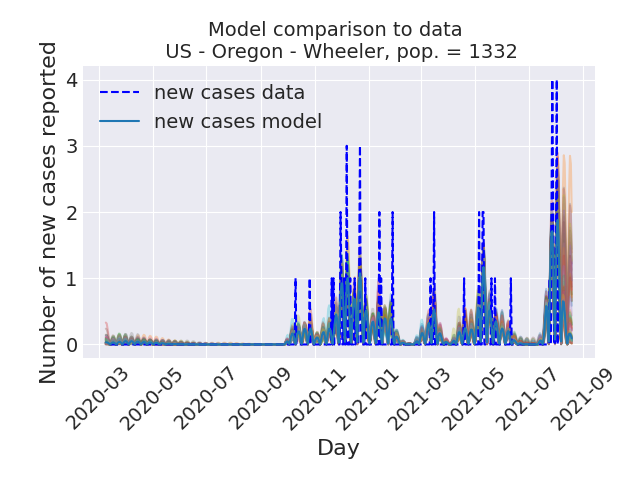 Model comparison to data
US - Oregon - Wheeler, pop. = 1332
Number of new cases reported
4
3
2
1
0
new cases data
new cases model
2020-03
2020-05
2020-07
2020-09
2020-11
2021-01
2021-03
2021-05
2021-07
2021-09
Day